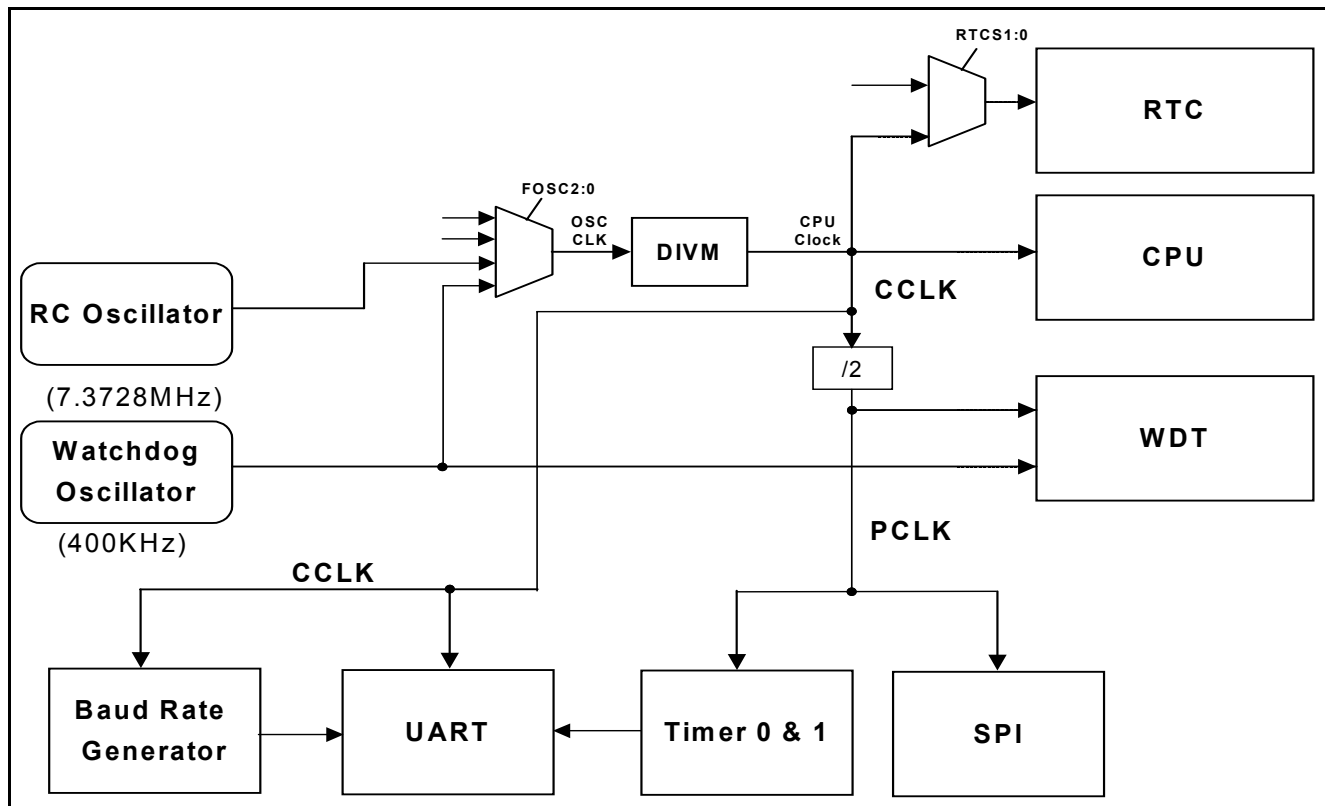 RTCS1:0
RTC
FOSC2:0
OSC
CLK
DIVM
CPU
Clock
CPU
CCLK
RC Oscillator
(7.3728MHz)
/2
Watchdog
Oscillator
(400KHz)
WDT
PCLK
CCLK
Baud Rate
Generator
UART
Timer 0 & 1
SPI